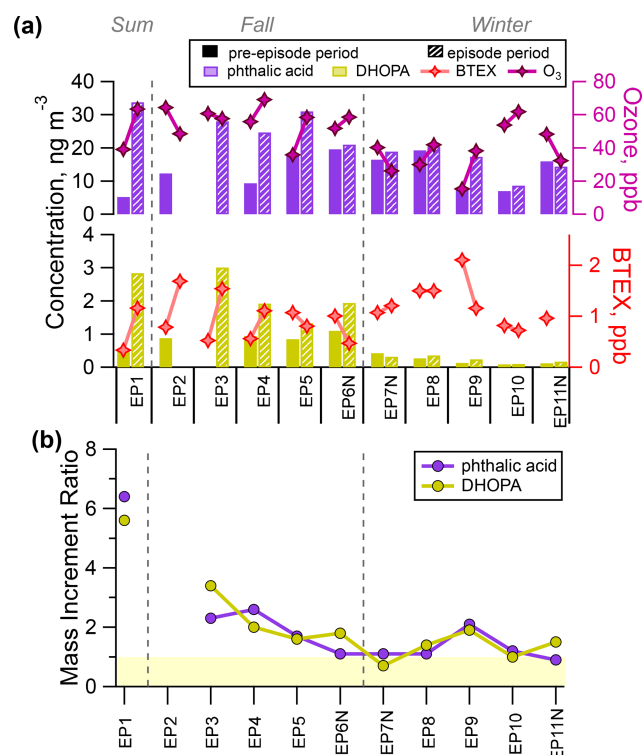 (a)
Sum Fall Winter
pre-episode period episode period
phthalic acid DHOPA BTEX O3
Concentration, ng m-3
40
30
20
10
0
80
60
40
20
0
Ozone, ppb
4
3
2
1
0
2
1
0
BTEX, ppb
EP1 EP2 EP3 EP4 EP5 EP6N EP7N EP8 EP9 EP10 EP11N
(b)
phthalic acid
DHOPA
Mass Increment Ratio
8
6
4
2
0
EP1 EP2 EP3 EP4 EP5 EP6N EP7N EP8 EP9 EP10 EP11N